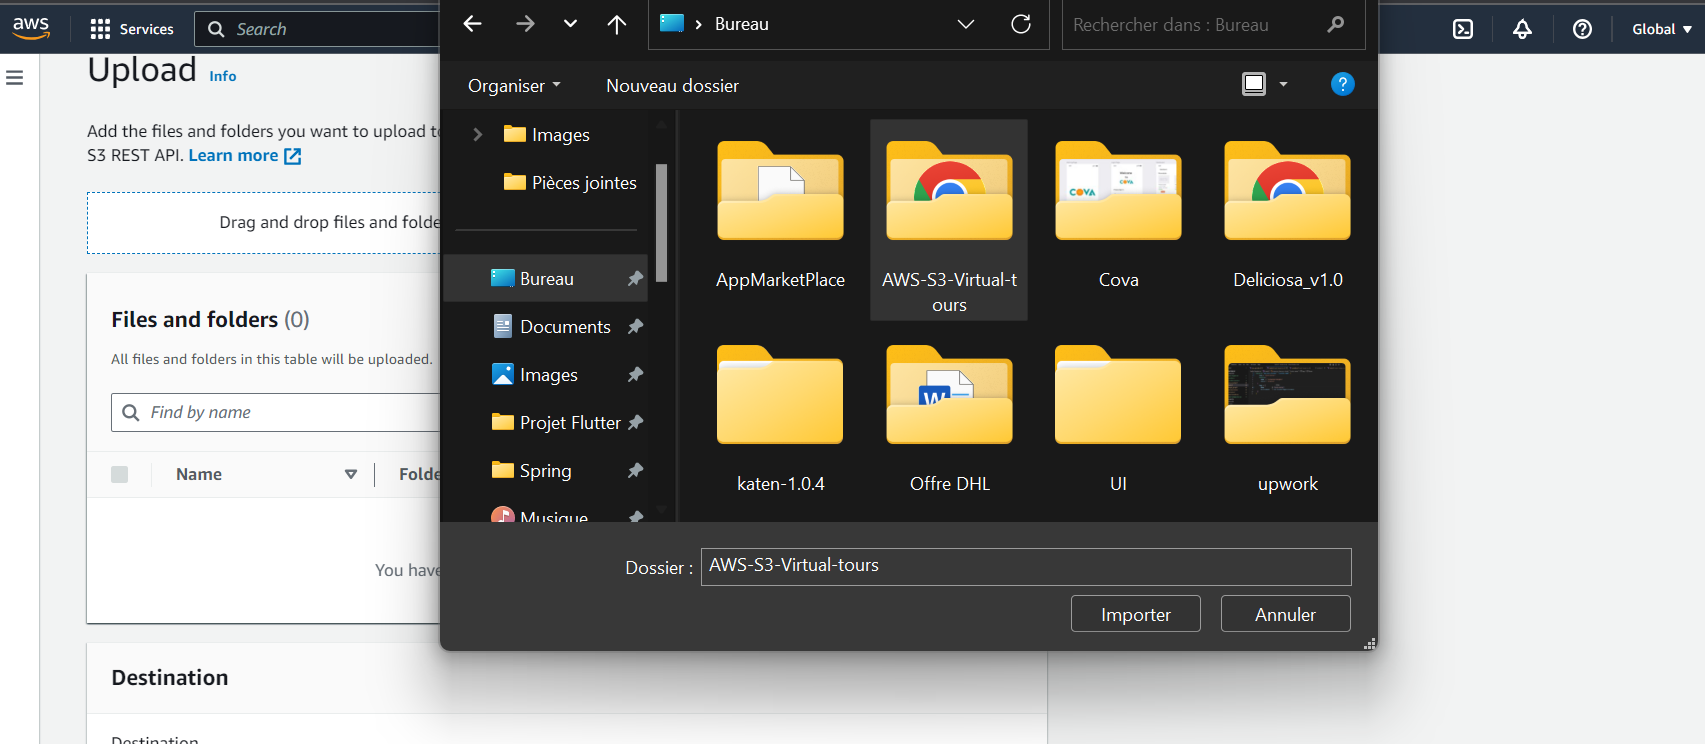 aws
Services
Search
Bureau
Rechercher dans : Bureau
Global
Upload Info
Add the files and folders you want to upload to
S3 REST API. Learn more
Drag and drop files and folde
Files and folders (0)
All files and folders in this table will be uploaded.
Find by name
Name
Folde
You have
Destination
Destination
Organiser
Nouveau dossier
?
Images
Pièces jointes
Bureau
Documents
Images
Projet Flutter
Spring
Musique
AppMarketPlace
AWS-S3-Virtual-t
ours
COVA
COVA
Cova
Deliciosa_v1.0
katen-1.0.4
W
Offre DHL
UI
upwork
Dossier :
AWS-S3-Virtual-tours
Importer
Annuler